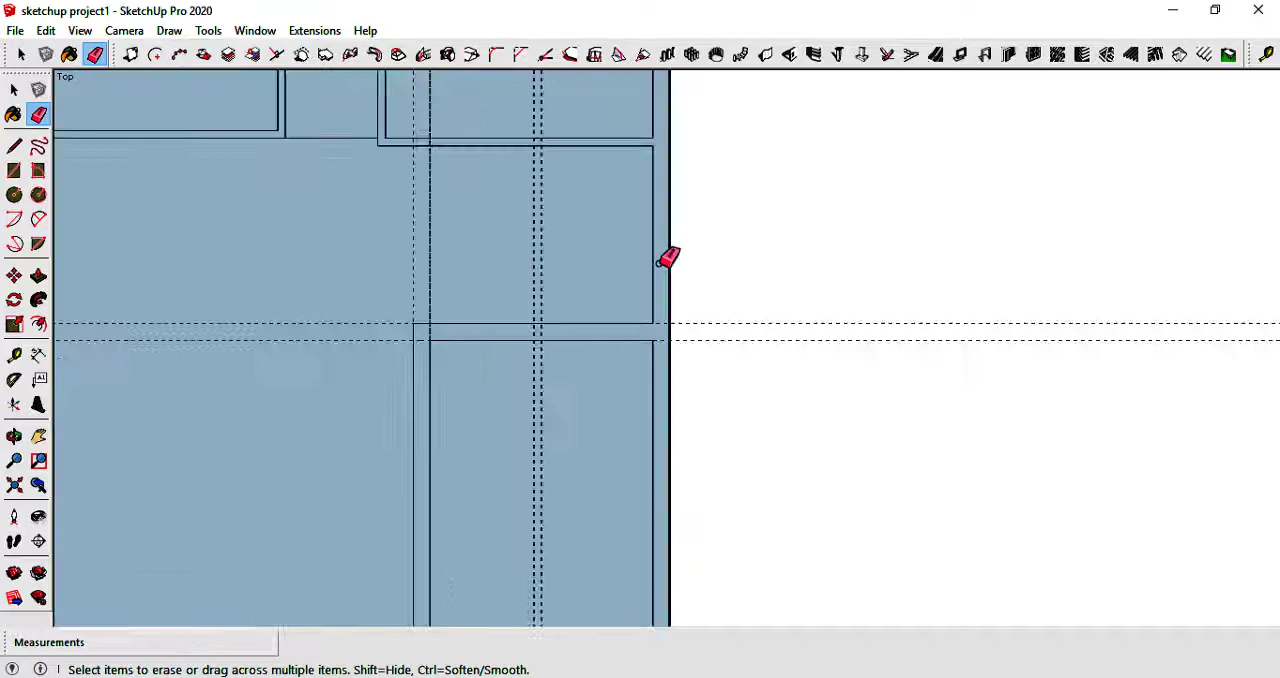 sketchup project1 - SketchUp Pro 2020
File Edit View Camera Draw Tools Window Extensions Help
Top
A1
Measurements
Select items to erase or drag across multiple items. Shift=Hide, Ctrl=Soften/Smooth.